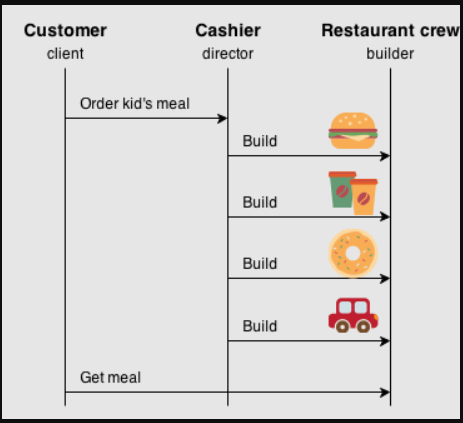 Customer
client
Cashier
director
Restaurant crew
builder
Order kid's meal
Build
Build
Build
Build
Get meal